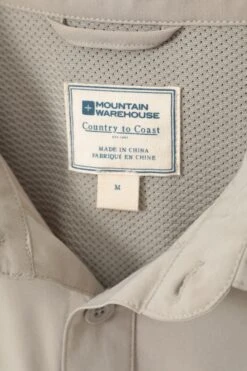 MOUNTAIN
WAREHOUSE
Country to Coast
MADE IN CHINA
FABRIQUÉ EN CHINE
M